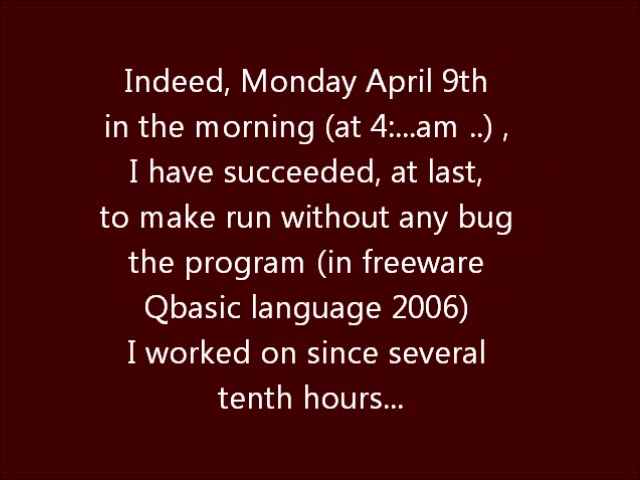 Indeed, Monday April 9th
in the morning (at 4:...am ..) ,
I have succeeded, at last,
to make run without any bug
the program (in freeware
Qbasic language 2006)
I worked on since several
tenth hours...